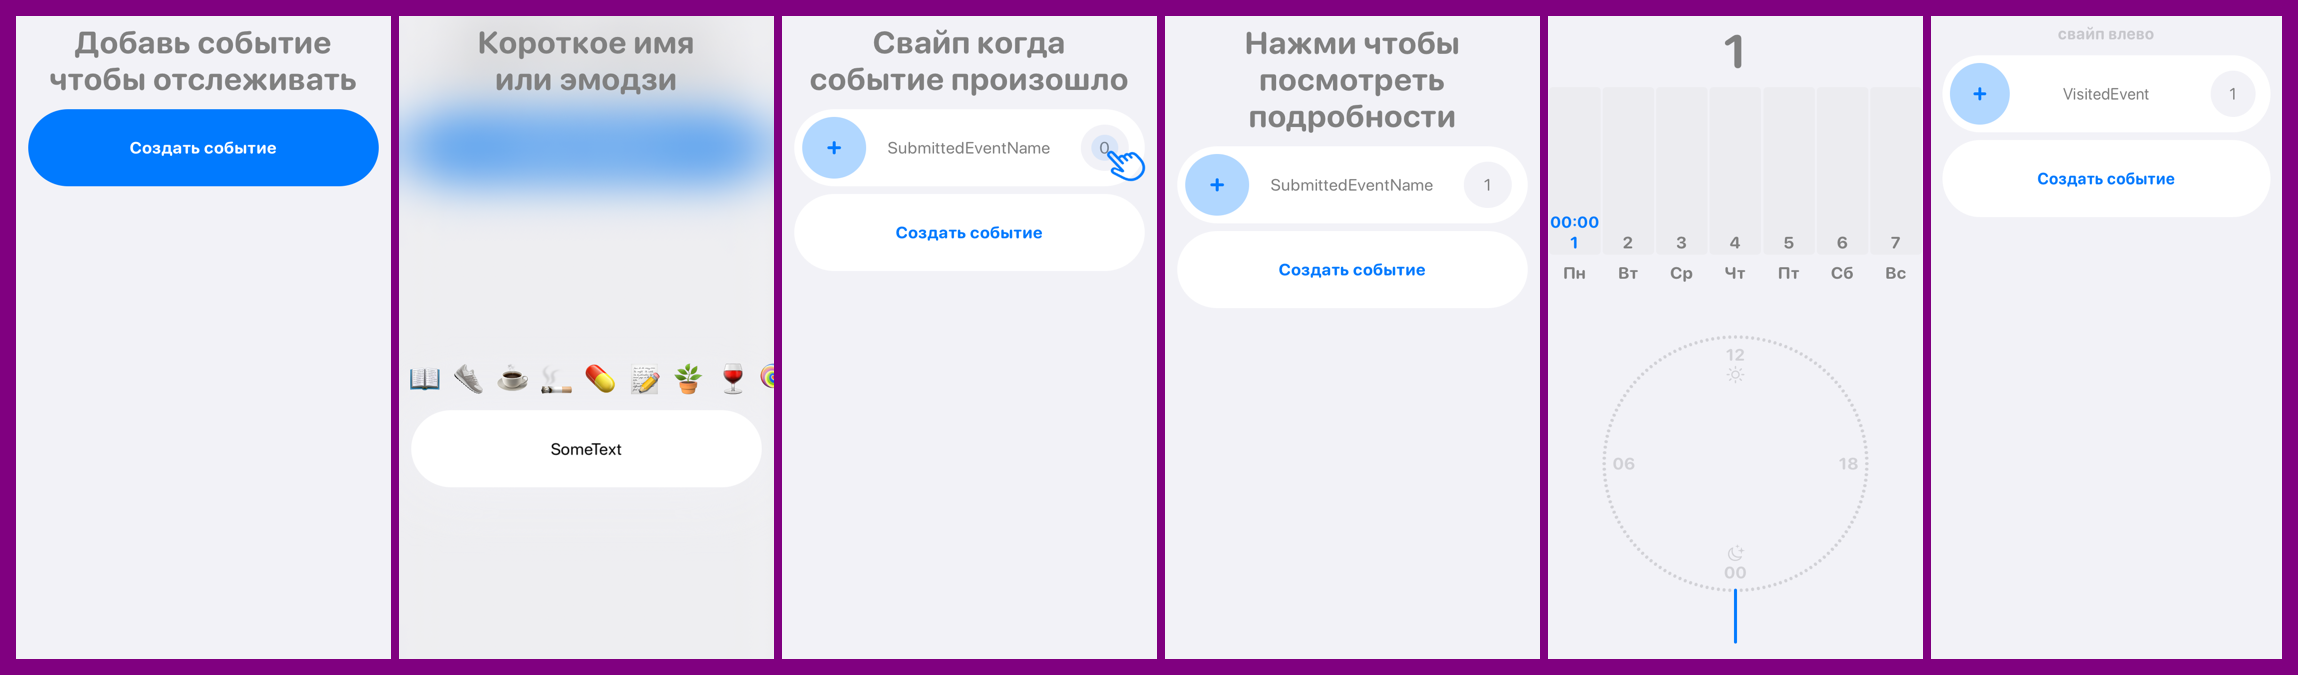 Добавь событие
чтобы отслеживать
Создать событие
Короткое имя
или эмодзи
SomeText
Свайп когда
событие произошло
+ SubmittedEventName 0
Создать событие
Нажми чтобы
посмотреть
подробности
+ SubmittedEventName 1
Создать событие
1
00:00
1 2 3 4 5 6 7
Пн Вт Ср Чт Пт Сб Вс
12
06 18
00
свайп влево
+ VisitedEvent 1
Создать событие